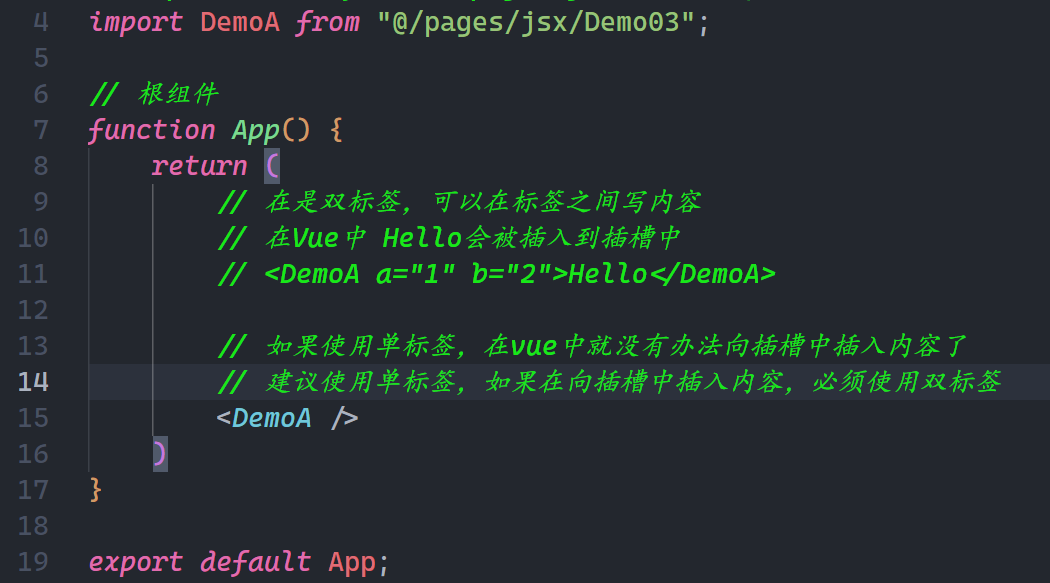 4 import DemoA from "@/pages/jsx/Demo03";
5
6 // 根组件
7 function App() {
8 return (
9 // 在是双标签，可以在标签之间写内容
10 // 在Vue中 Hello会被插入到插槽中
11 // <DemoA a="1" b="2">Hello</DemoA>
12
13 // 如果使用单标签，在vue中就没有办法向插槽中插入内容了
14 // 建议使用单标签，如果在向插槽中插入内容，必须使用双标签
15 <DemoA />
16 )
17 }
18
19 export default App;